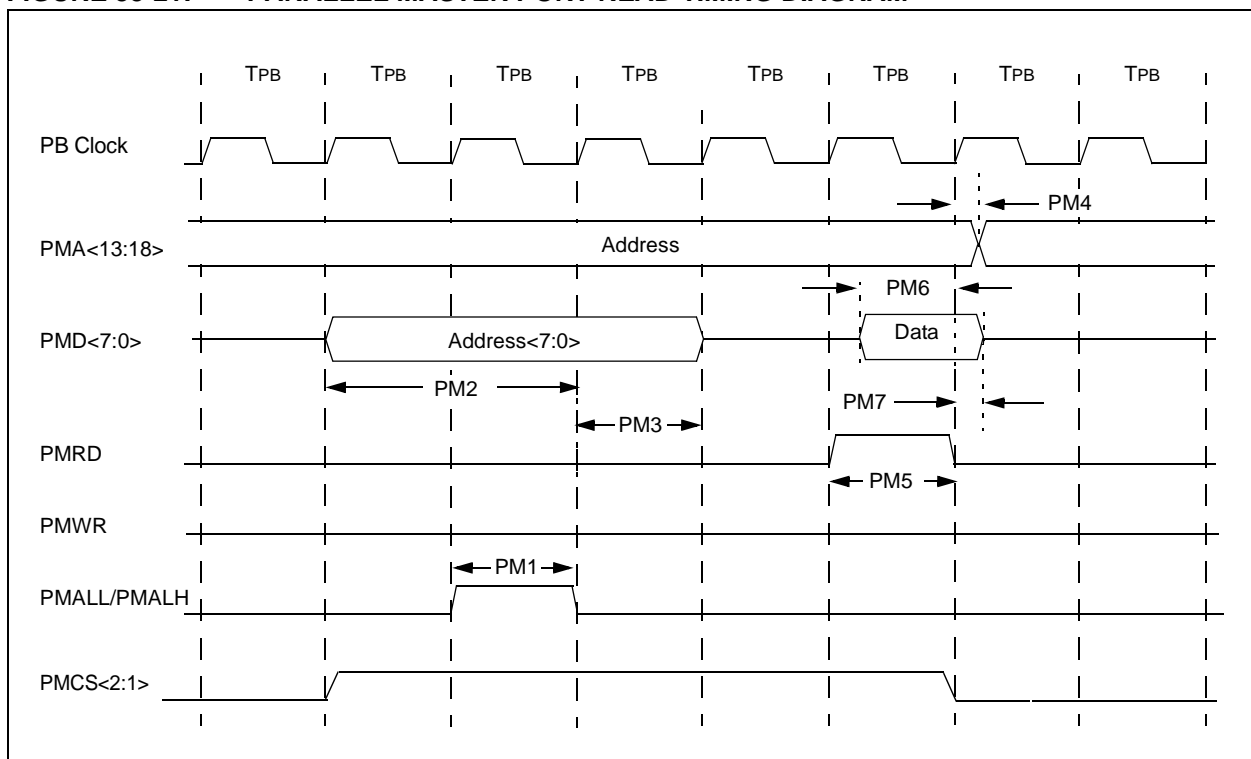 TPB TPB TPB TPB TPB TPB TPB TPB
PB Clock
PM4
PMA<13:18>
Address
PM6
PMD<7:0>
Address<7:0>
Data
PM2
PM7
PM3
PMRD
PM5
PMWR
PM1
PMALL/PMALH
PMCS<2:1>